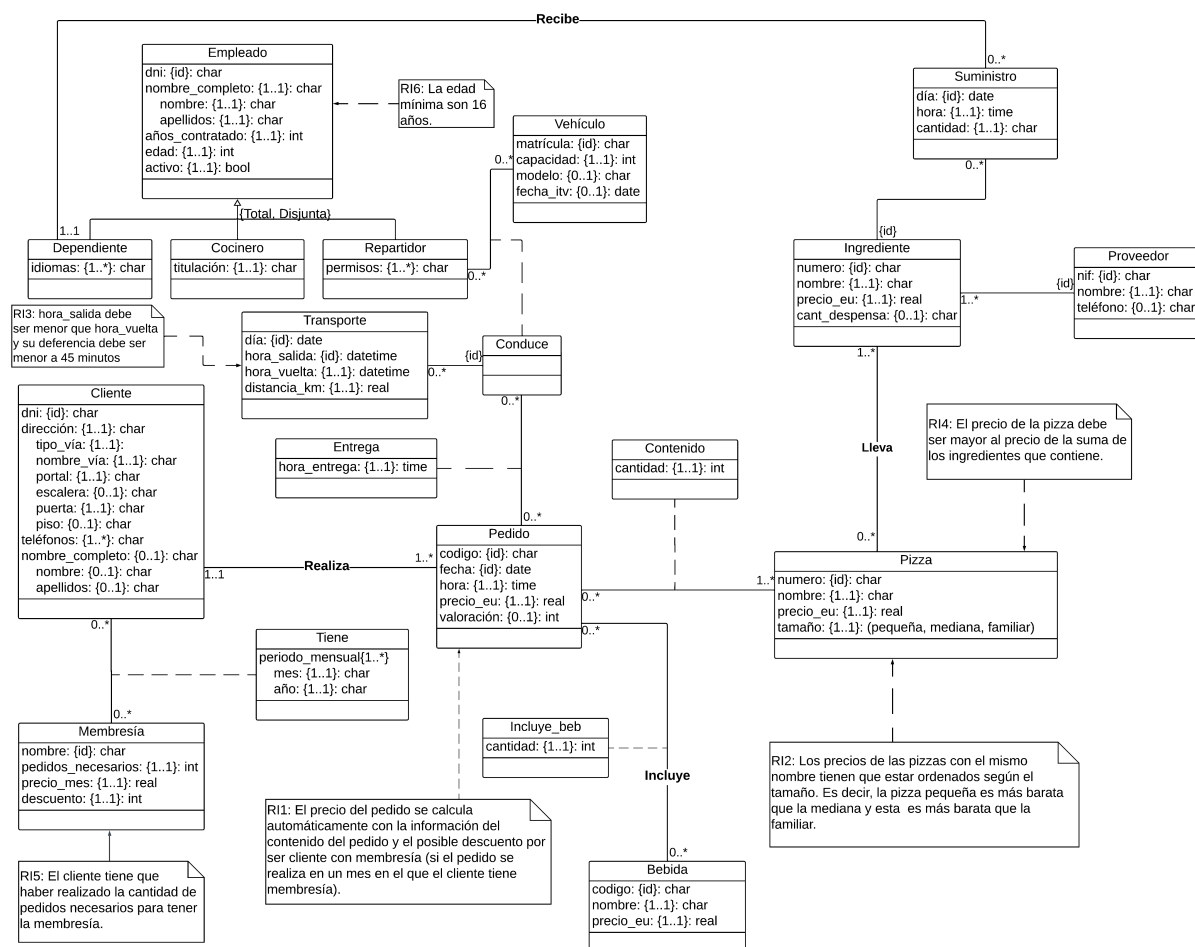 Recibe
Empleado
dni: {id}: char
nombre_completo: {1..1}: char
nombre: {1..1}: char
apellidos: {1..1}: char
años_contratado: {1..1}: int
edad: {1..1}: int
activo: {1..1}: bool
RI6: La edad
mínima son 16
años.
Vehículo
matrícula: {id}: char
capacidad: {1..1}: int
modelo: {0..1}: char
fecha_itv: {0..1}: date
0..*
0..*
Suministro
día: {id}: date
hora: {1..1}: time
cantidad: {1..1}: char
0..*
{Total, Disjunta}
1..1
Dependiente
idiomas: {1..*}: char
Cocinero
titulación: {1..1}: char
Repartidor
permisos: {1..*}: char
0..*
{id}
Ingrediente
numero: {id}: char
nombre: {1..1}: char
precio_eu: {1..1}: real
cant_despensa: {0..1}: char
1..*
{id}
Proveedor
nif: {id}: char
nombre: {1..1}: char
teléfono: {0..1}: char
1..*
RI3: hora_salida debe
ser menor que hora_vuelta
y su deferencia debe ser
menor a 45 minutos
Transporte
día: {id}: date
hora_salida: {id}: datetime
hora_vuelta: {1..1}: datetime
distancia_km: {1..1}: real
{id}
0..*
Conduce
0..*
Cliente
dni: {id}: char
dirección: {1..1}: char
tipo_vía: {1..1}:
nombre_vía: {1..1}: char
portal: {1..1}: char
escalera: {0..1}: char
puerta: {1..1}: char
piso: {0..1}: char
teléfonos: {1..*}: char
nombre_completo: {0..1}: char
nombre: {0..1}: char
apellidos: {0..1}: char
Entrega
hora_entrega: {1..1}: time
Contenido
cantidad: {1..1}: int
Lleva
RI4: El precio de la pizza debe
ser mayor al precio de la suma de
los ingredientes que contiene.
0..*
0..*
Pedido
codigo: {id}: char
fecha: {id}: date
hora: {1..1}: time
precio_eu: {1..1}: real
valoración: {0..1}: int
1..1
Realiza
1..*
0..*
1..*
Pizza
numero: {id}: char
nombre: {1..1}: char
precio_eu: {1..1}: real
tamaño: {1..1}: (pequeña, mediana, familiar)
0..*
0..*
Tiene
periodo_mensual{1..*}
mes: {1..1}: char
año: {1..1}: char
0..*
Membresía
nombre: {id}: char
pedidos_necesarios: {1..1}: int
precio_mes: {1..1}: real
descuento: {1..1}: int
Incluye_beb
cantidad: {1..1}: int
Incluye
RI2: Los precios de las pizzas con el mismo
nombre tienen que estar ordenados según el
tamaño. Es decir, la pizza pequeña es más barata
que la mediana y esta es más barata que la
familiar.
RI1: El precio del pedido se calcula
automáticamente con la información del
contenido del pedido y el posible descuento por
ser cliente con membresía (si el pedido se
realiza en un mes en el que el cliente tiene
membresía).
0..*
Bebida
codigo: {id}: char
nombre: {1..1}: char
precio_eu: {1..1}: real
RI5: El cliente tiene que
haber realizado la cantidad de
pedidos necesarios para tener
la membresía.